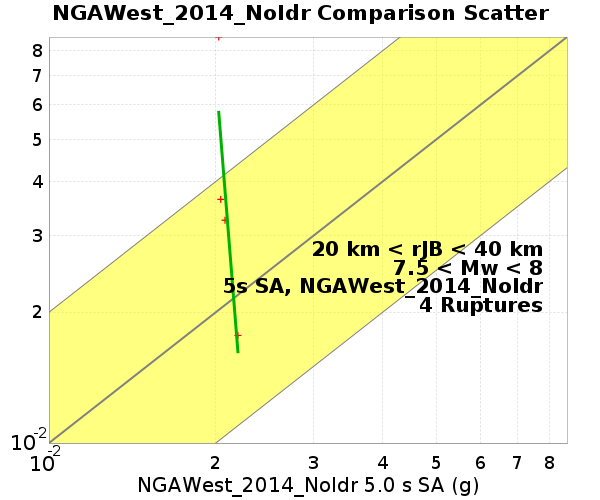 NGAWest_2014_NoIdr Comparison Scatter
8
7
6
5
4
3
2
10-2
20 km < rJB < 40 km
7.5 < Mw < 8
5s SA, NGAWest_2014_NoIdr
4 Ruptures
10-2 2 3 4 5 6 7 8
NGAWest_2014_NoIdr 5.0 s SA (g)